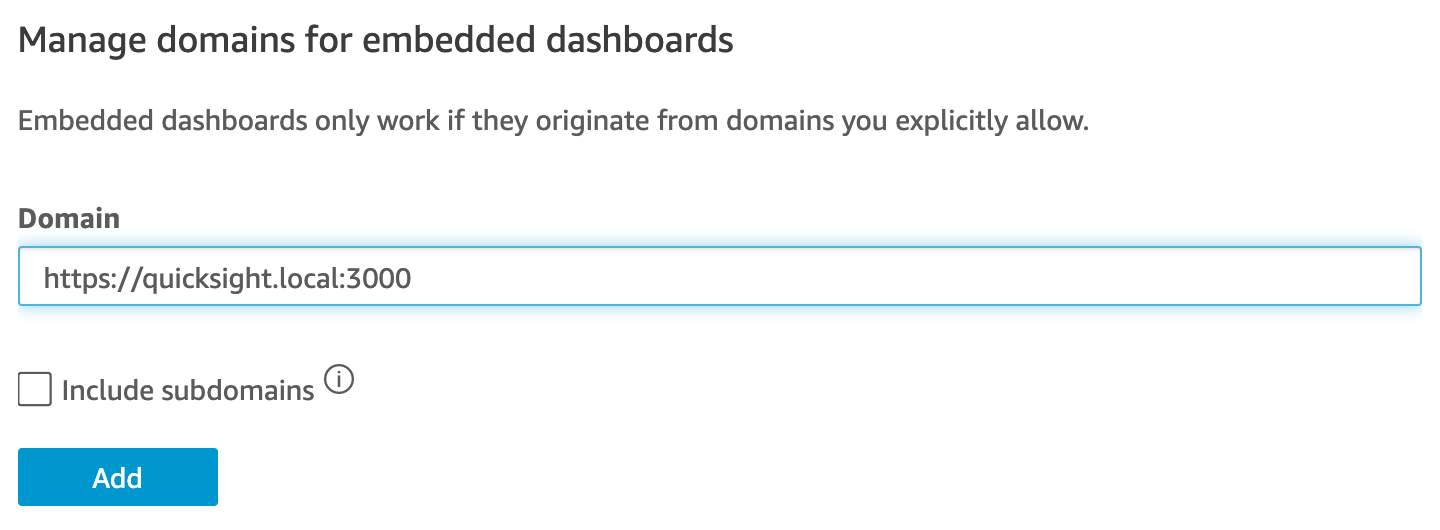 Manage domains for embedded dashboards
Embedded dashboards only work if they originate from domains you explicitly allow.
Domain
https://quicksight.local:3000
Include subdomains
Add